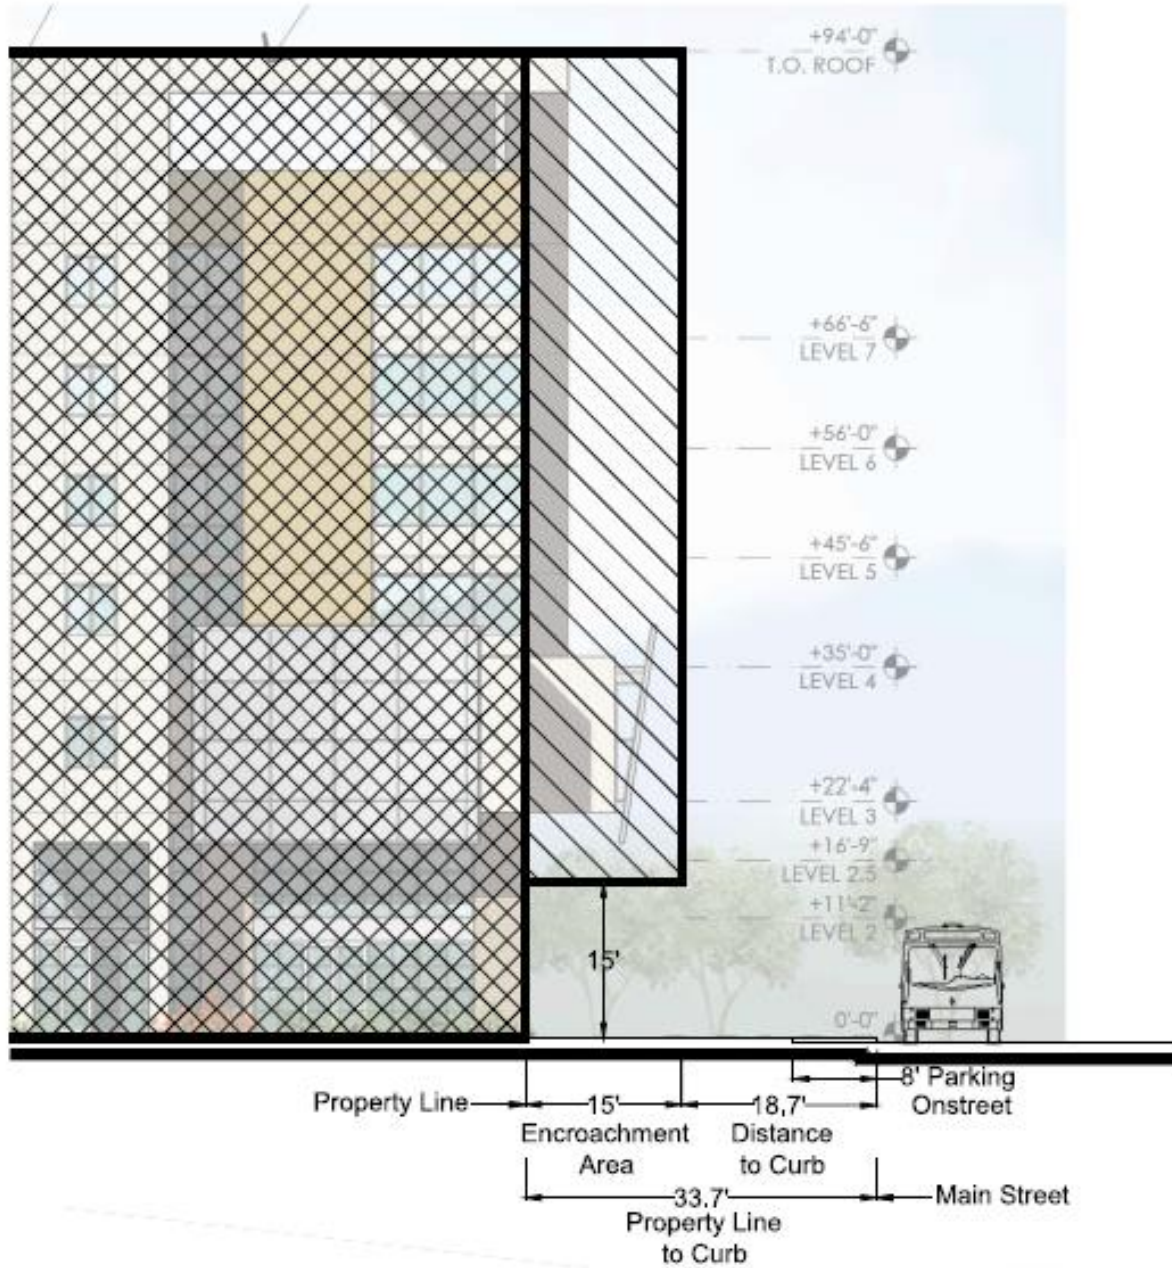 +94'-0"
T.O. ROOF
+66'-6"
LEVEL 7
+56'-0"
LEVEL 6
+45'-6"
LEVEL 5
+35'-0"
LEVEL 4
+22'-4"
LEVEL 3
+16'-9"
LEVEL 2.5
+11'-2"
LEVEL 2
15'
0'-0"
8' Parking
Onstreet
Property Line
15'
Encroachment
Area
18.7'
Distance
to Curb
33.7'
Property Line
to Curb
Main Street